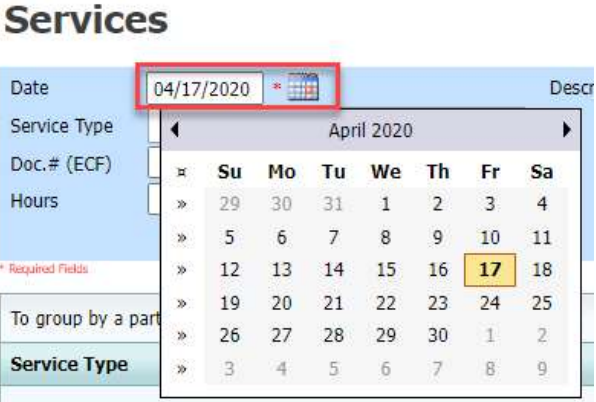 Services
Date 04/17/2020 * Descr
Service Type
Doc.# (ECF)
Hours
* Required Fields
To group by a part
Service Type
April 2020
¤ Su Mo Tu We Th Fr Sa
» 29 30 31 1 2 3 4
» 5 6 7 8 9 10 11
» 12 13 14 15 16 17 18
» 19 20 21 22 23 24 25
» 26 27 28 29 30 1 2
» 3 4 5 6 7 8 9